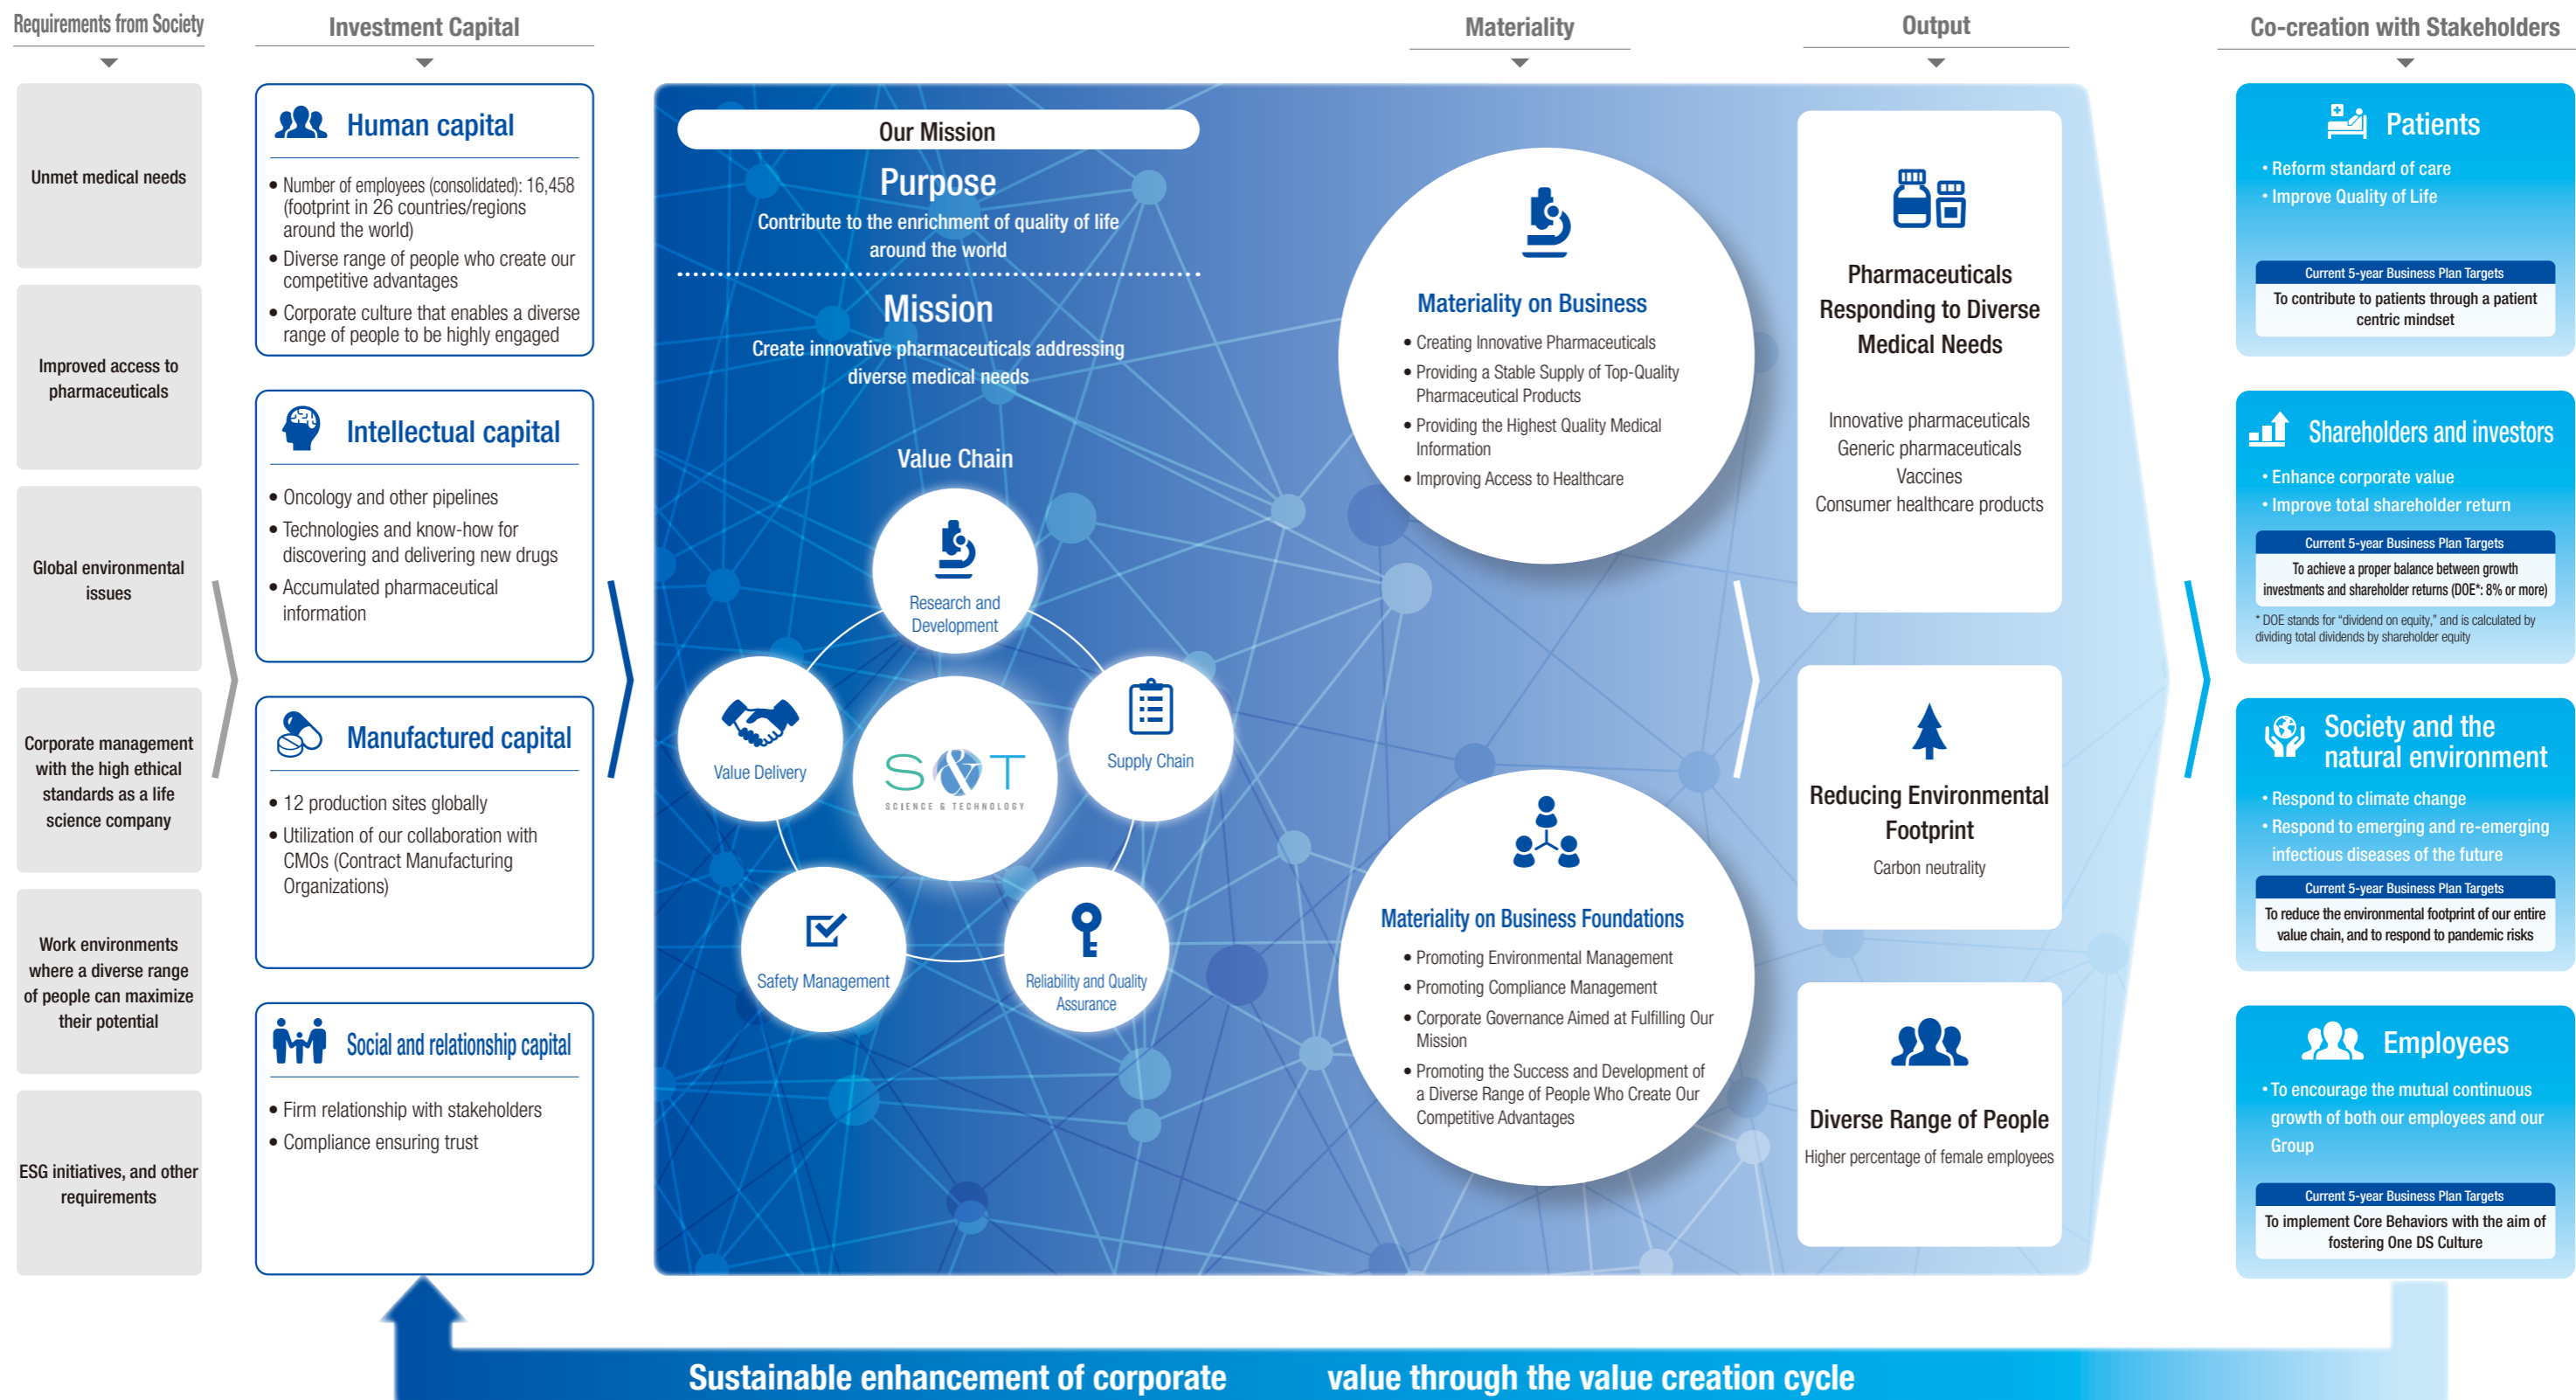 Requirements from Society
Unmet medical needs
Improved access to
pharmaceuticals
Global environmental
issues
Corporate management
with the high ethical
standards as a life
science company
Work environments
where a diverse range
of people can maximize
their potential
ESG initiatives, and other
requirements
Investment Capital
Human capital
• Number of employees (consolidated): 16,458
(footprint in 26 countries/regions
around the world)
• Diverse range of people who create our
competitive advantages
• Corporate culture that enables a diverse
range of people to be highly engaged
Intellectual capital
• Oncology and other pipelines
• Technologies and know-how for
discovering and delivering new drugs
• Accumulated pharmaceutical
information
Manufactured capital
• 12 production sites globally
• Utilization of our collaboration with
CMOs (Contract Manufacturing
Organizations)
Social and relationship capital
• Firm relationship with stakeholders
• Compliance ensuring trust
Our Mission
Purpose
Contribute to the enrichment of quality of life
around the world
Mission
Create innovative pharmaceuticals addressing
diverse medical needs
Value Chain
Research and
Development
Value Delivery
Supply Chain
S&T
SCIENCE & TECHNOLOGY
Safety Management
Reliability and Quality
Assurance
Materiality
Materiality on Business
• Creating Innovative Pharmaceuticals
• Providing a Stable Supply of Top-Quality
Pharmaceutical Products
• Providing the Highest Quality Medical
Information
• Improving Access to Healthcare
Materiality on Business Foundations
• Promoting Environmental Management
• Promoting Compliance Management
• Corporate Governance Aimed at Fulfilling Our
Mission
• Promoting the Success and Development of
a Diverse Range of People Who Create Our
Competitive Advantages
Output
Pharmaceuticals
Responding to Diverse
Medical Needs
Innovative pharmaceuticals
Generic pharmaceuticals
Vaccines
Consumer healthcare products
Reducing Environmental
Footprint
Carbon neutrality
Diverse Range of People
Higher percentage of female employees
Co-creation with Stakeholders
Patients
• Reform standard of care
• Improve Quality of Life
Current 5-year Business Plan Targets
To contribute to patients through a patient
centric mindset
Shareholders and investors
• Enhance corporate value
• Improve total shareholder return
Current 5-year Business Plan Targets
To achieve a proper balance between growth
investments and shareholder returns (DOE*: 8% or more)
* DOE stands for “dividend on equity,” and is calculated by
dividing total dividends by shareholder equity
Society and the
natural environment
• Respond to climate change
• Respond to emerging and re-emerging
infectious diseases of the future
Current 5-year Business Plan Targets
To reduce the environmental footprint of our entire
value chain, and to respond to pandemic risks
Employees
• To encourage the mutual continuous
growth of both our employees and our
Group
Current 5-year Business Plan Targets
To implement Core Behaviors with the aim of
fostering One DS Culture
Sustainable enhancement of corporate value through the value creation cycle